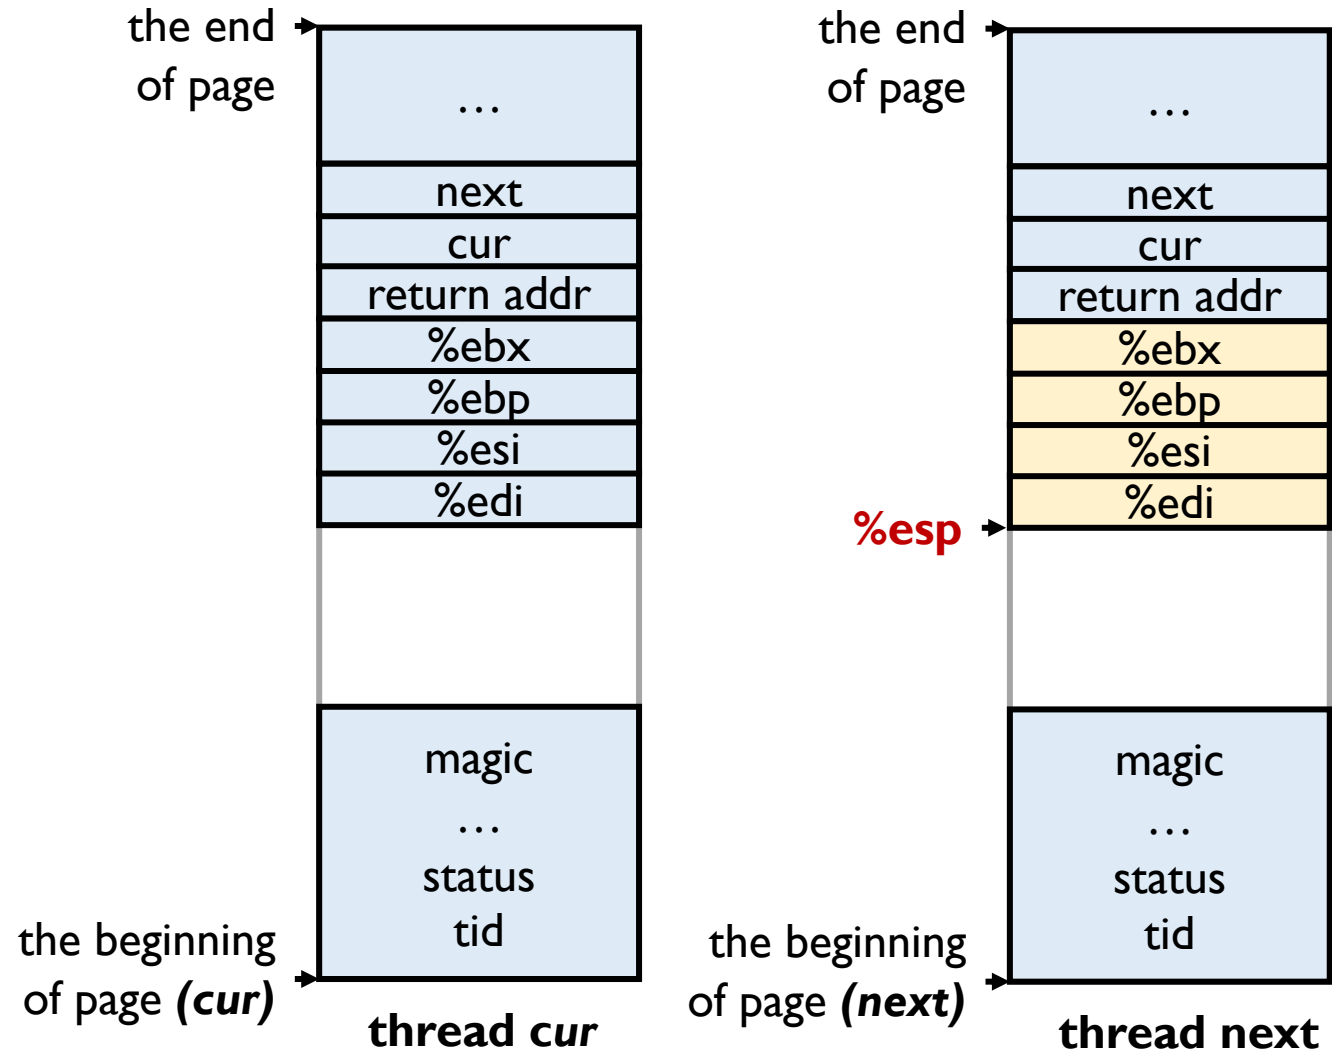 the end
of page
…
next
cur
return addr
%ebx
%ebp
%esi
%edi
magic
…
status
tid
the beginning
of page (cur)
thread cur
the end
of page
…
next
cur
return addr
%ebx
%ebp
%esi
%edi
%esp
magic
…
status
tid
the beginning
of page (next)
thread next